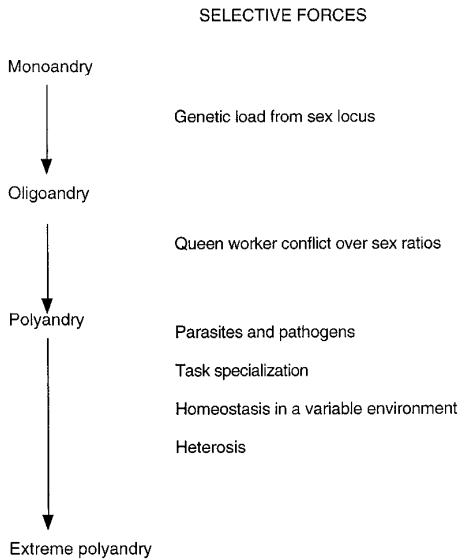 SELECTIVE FORCES
Monoandry
Genetic load from sex locus
Oligoandry
Queen worker conflict over sex ratios
Polyandry
Parasites and pathogens
Task specialization
Homeostasis in a variable environment
Heterosis
Extreme polyandry